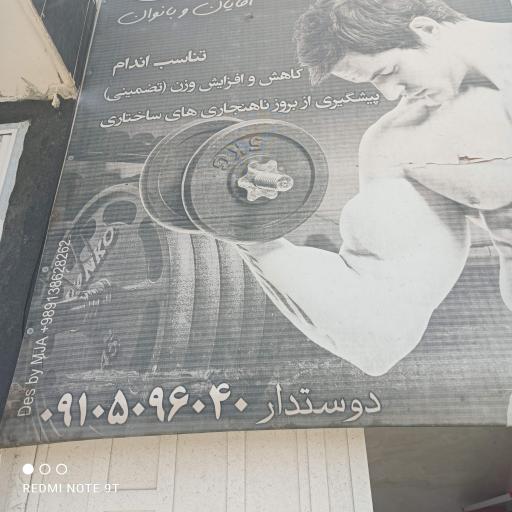 آقایان و بانوان
تناسب اندام
کاهش و افزایش وزن (تضمینی)
پیشگیری از بروز ناهنجاری های ساختاری
5KG
Des by MJA +989138628262
دوستدار ۰۹۱۰۵۰۹۶۰۴۰
REDMI NOTE 9T